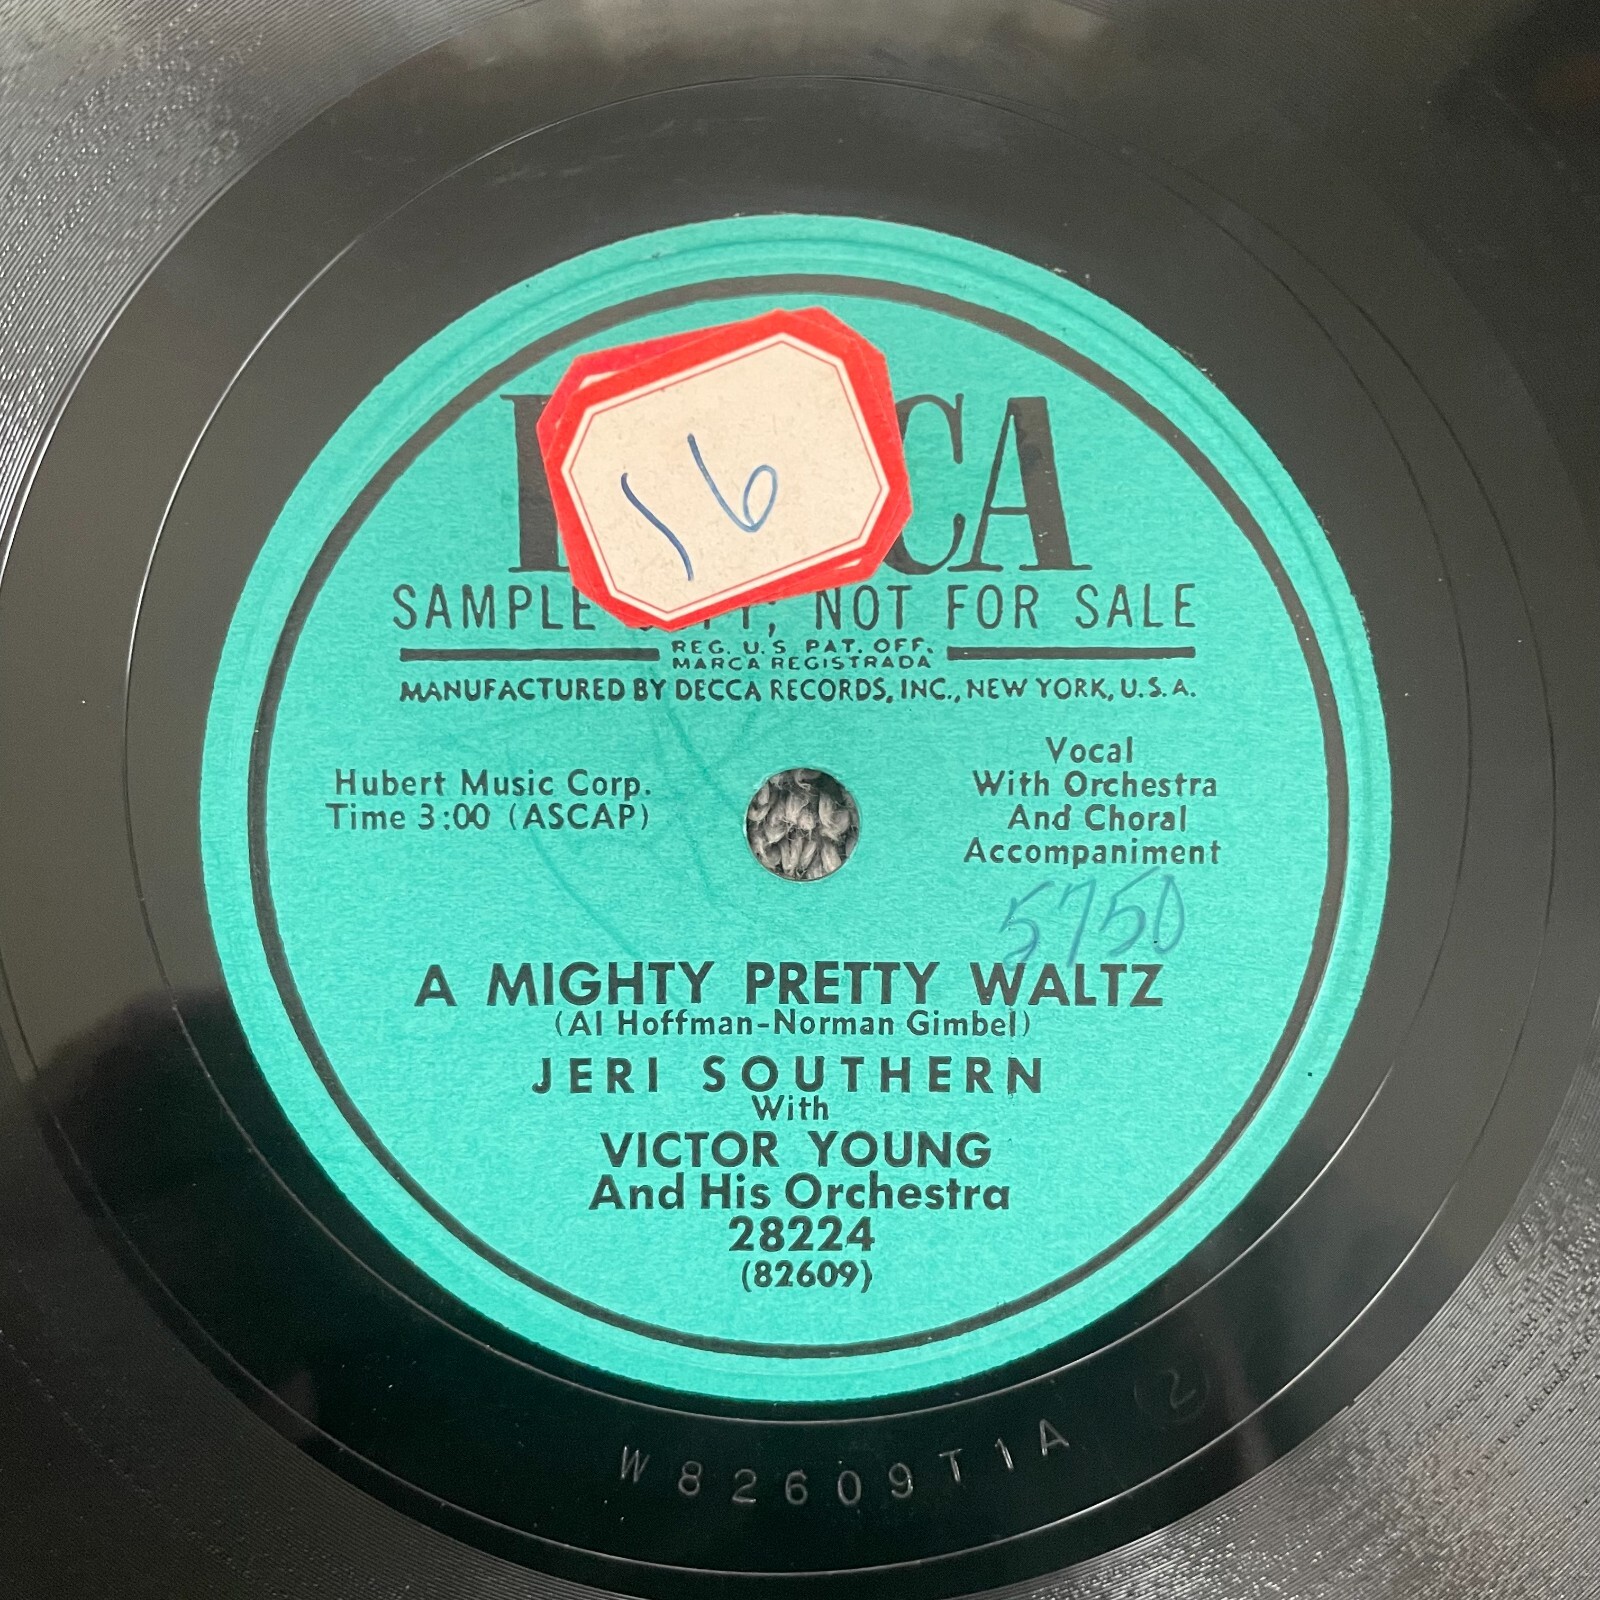 16
SAMPLE NOT FOR SALE
REG. U.S. PAT. OFF.
MARCA REGISTRADA
MANUFACTURED BY DECCA RECORDS, INC., NEW YORK, U.S.A.
Hubert Music Corp.
Time 3:00 (ASCAP)
Vocal
With Orchestra
And Choral
Accompaniment
5750
A MIGHTY PRETTY WALTZ
(Al Hoffman-Norman Gimbel)
JERI SOUTHERN
With
VICTOR YOUNG
And His Orchestra
28224
(82609)
W82609T1A 2